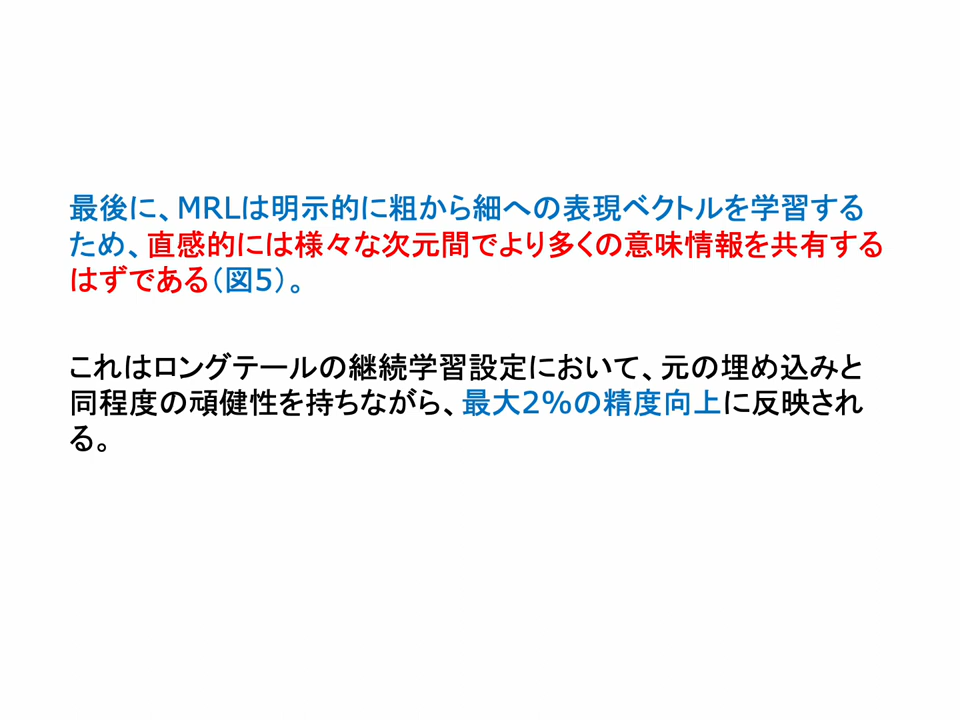 最後に、MRLは明示的に粗から細への表現ベクトルを学習する
ため、直感的には様々な次元間でより多くの意味情報を共有する
はずである（図5）。
これはロングテールの継続学習設定において、元の埋め込みと
同程度の頑健性を持ちながら、最大2%の精度向上に反映され
る。